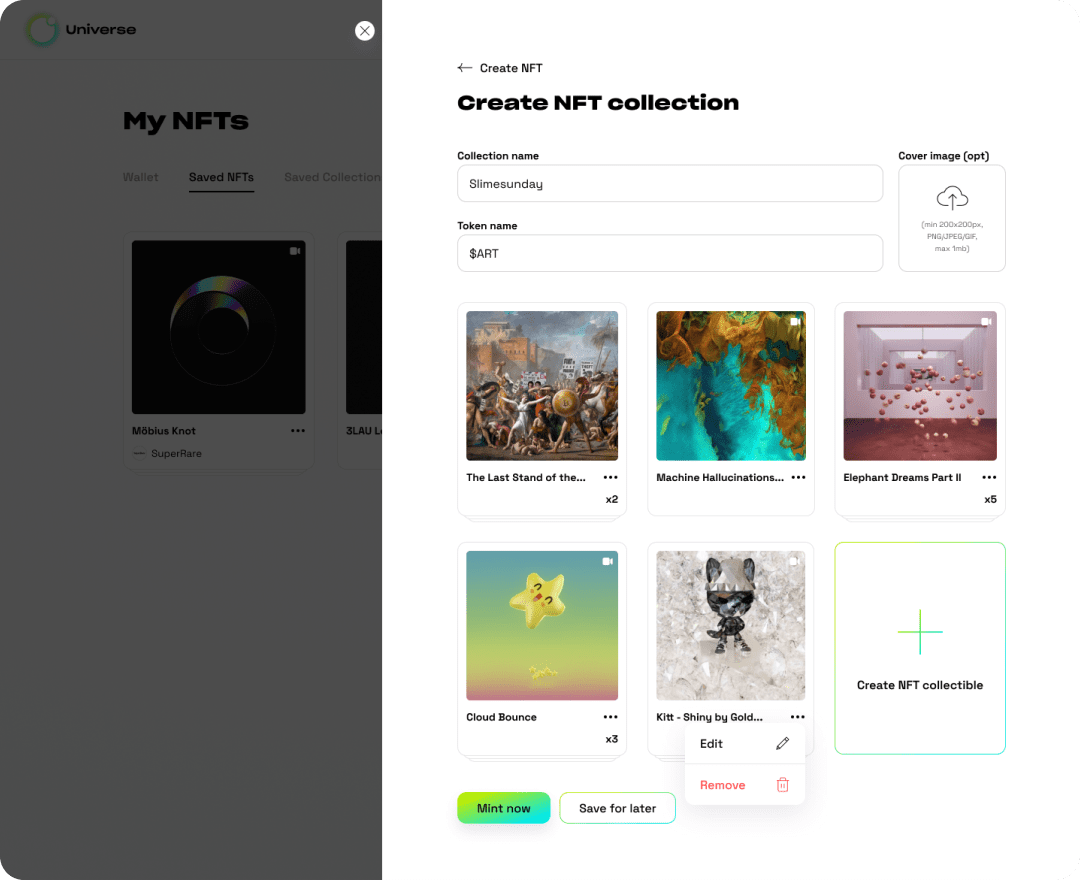 Universe
My NFTs
Wallet
Saved NFTs
Saved Collection
Möbius Knot
SuperRare
3LAU
Create NFT
Create NFT collection
Collection name
Slimesunday
Token name
$ART
Cover image (opt)
(min 200x200px,
PNG/JPEG/GIF,
max 1mb)
The Last Stand of the...
x2
Machine Hallucinations...
Elephant Dreams Part II
x5
Cloud Bounce
x3
Kitt - Shiny by Gold...
Edit
Remove
Create NFT collectible
Mint now
Save for later